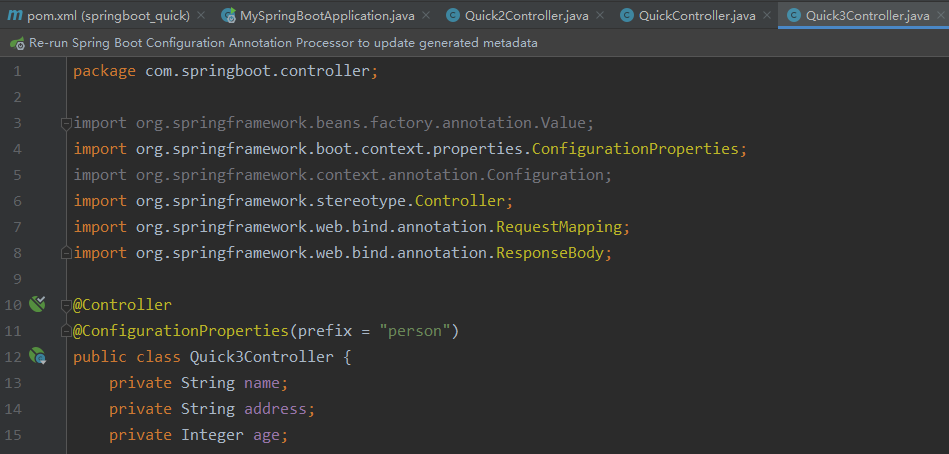 pom.xml (springboot_quick) MySpringBootApplication.java Quick2Controller.java QuickController.java Quick3Controller.java
Re-run Spring Boot Configuration Annotation Processor to update generated metadata
1 package com.springboot.controller;
2
3 import org.springframework.beans.factory.annotation.Value;
4 import org.springframework.boot.context.properties.ConfigurationProperties;
5 import org.springframework.context.annotation.Configuration;
6 import org.springframework.stereotype.Controller;
7 import org.springframework.web.bind.annotation.RequestMapping;
8 import org.springframework.web.bind.annotation.ResponseBody;
9
10 @Controller
11 @ConfigurationProperties(prefix = "person")
12 public class Quick3Controller {
13 private String name;
14 private String address;
15 private Integer age;